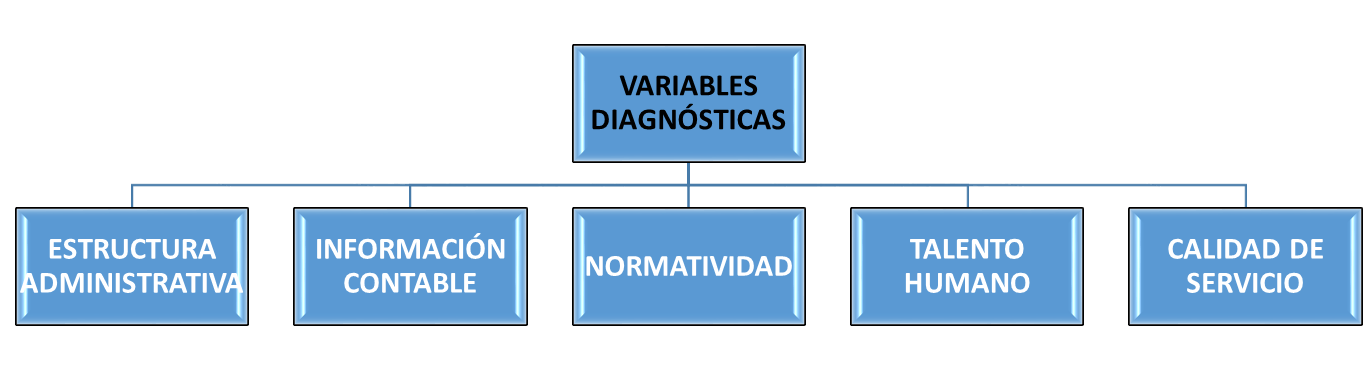 VARIABLES
DIAGNÓSTICAS
ESTRUCTURA
ADMINISTRATIVA
INFORMACIÓN
CONTABLE
NORMATIVIDAD
TALENTO
HUMANO
CALIDAD DE
SERVICIO